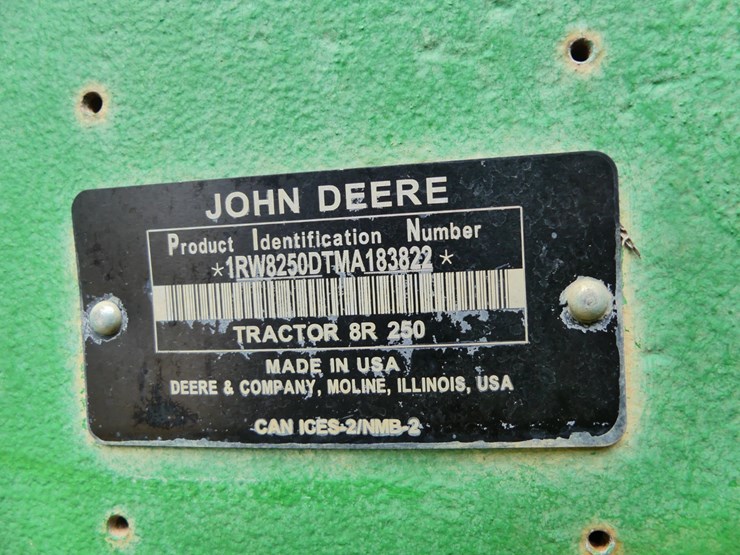 JOHN DEERE
Product Identification Number
*1RW8250DTMA183822*
TRACTOR 8R 250
MADE IN USA
DEERE & COMPANY, MOLINE, ILLINOIS, USA
CAN ICES-2/NMB-2